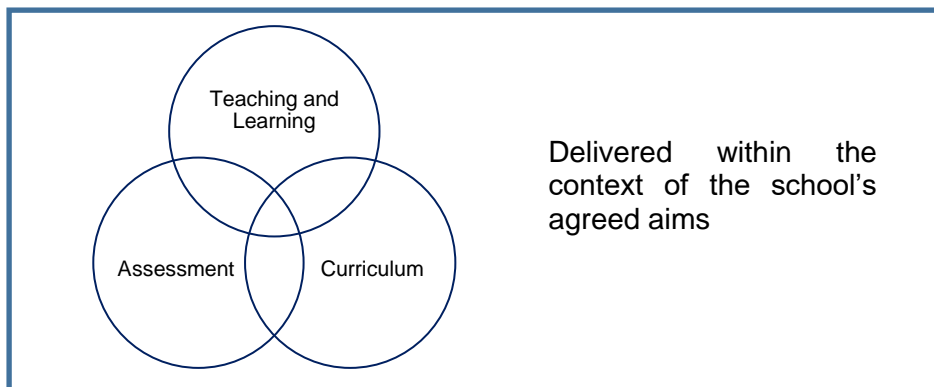 Teaching and
Learning
Assessment
Curriculum
Delivered within the
context of the school's
agreed aims